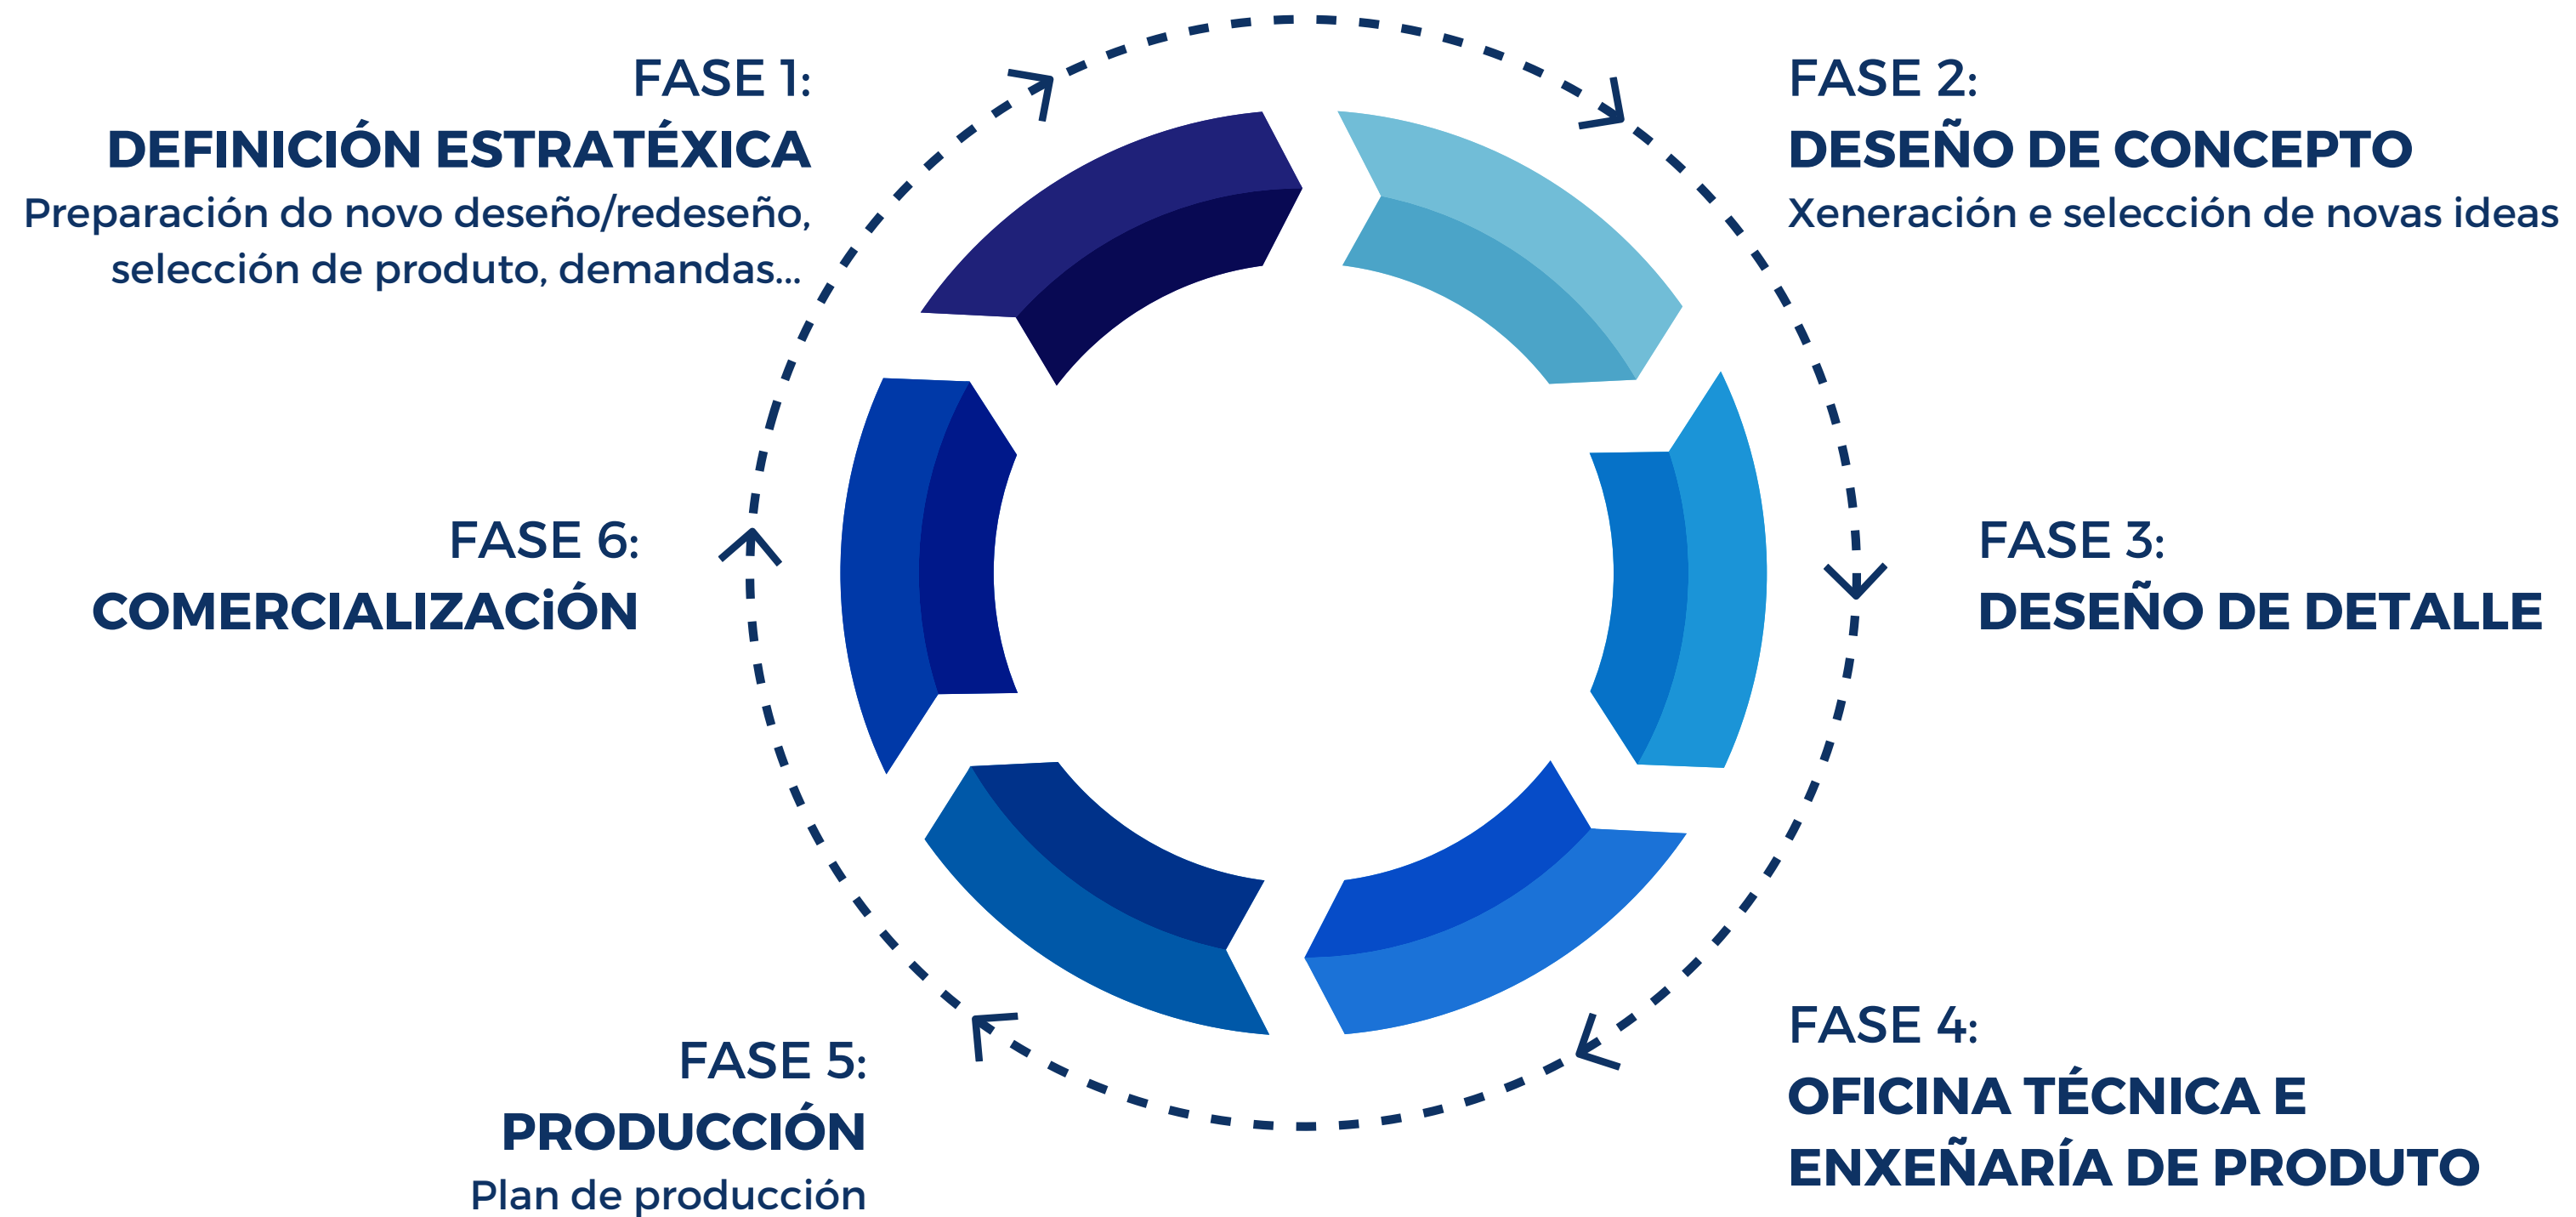 FASE 1:
DEFINICIÓN ESTRATÉXICA
Preparación do novo deseño/redeseño,
selección de produto, demandas...
FASE 2:
DESEÑO DE CONCEPTO
Xeneración e selección de novas ideas
FASE 3:
DESEÑO DE DETALLE
FASE 4:
OFICINA TÉCNICA E
ENXEÑARÍA DE PRODUTO
FASE 5:
PRODUCCIÓN
Plan de producción
FASE 6:
COMERCIALIZACiÓN